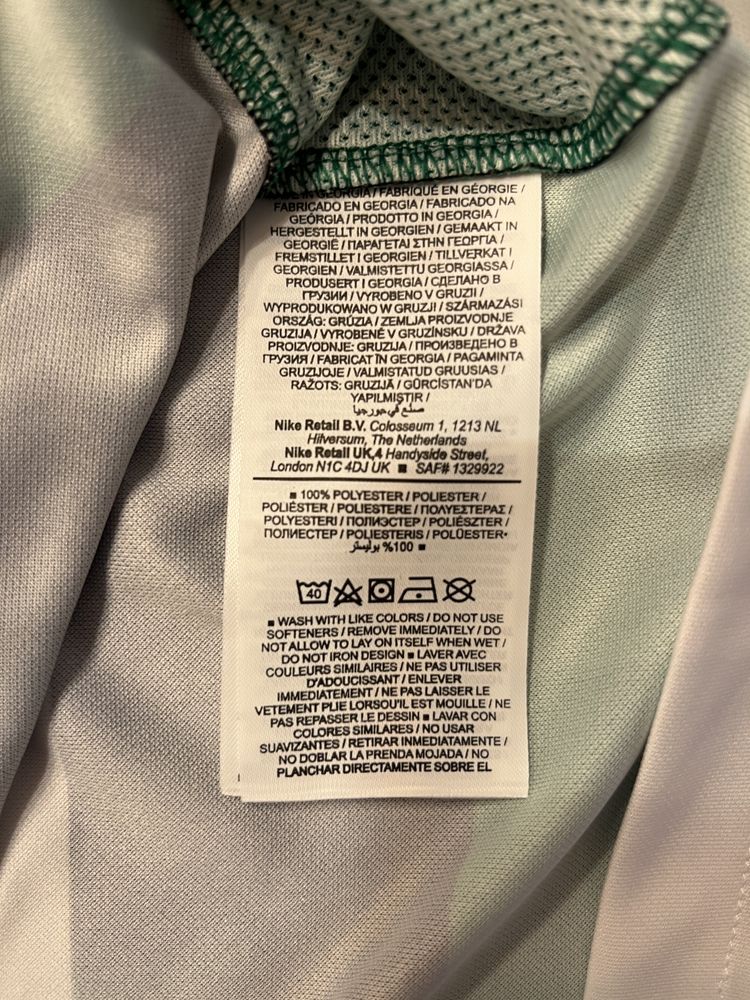 IN GEORGIA / FABRIQUÉ EN GÉORGIE /
FABRICADO EN GEORGIA / FABRICADO NA
GEÓRGIA / PRODOTTO IN GEORGIA /
HERGESTELLT IN GEORGIEN / GEMAAKT IN
GEORGIË / ΠΑΡΑΓΕΤΑΙ ΣΤΗΝ ΓΕΩΡΓΙΑ /
FREMSTILLET I GEORGIEN / TILLVERKAT I
GEORGIEN / VALMISTETTU GEORGIASSA /
PRODUSERT I GEORGIA / СДЕЛАНО В
ГРУЗИИ / VYROBENO V GRUZII /
WYPRODUKOWANO W GRUZJI / SZÁRMAZÁSI
ORSZÁG: GRÚZIA / ZEMLJA PROIZVODNJE
GRUZIJA / VYROBENÉ V GRUZÍNSKU / DRŽAVA
PROIZVODNJE: GRUZIJA / ПРОИЗВЕДЕНО В
ГРУЗИЯ / FABRICAT ÎN GEORGIA / PAGAMINTA
GRUZIJOJE / VALMISTATUD GRUUSIAS /
RAŽOTS: GRUZIJĀ / GÜRCİSTAN'DA
YAPILMIŞTIR /
صنع في جورجيا
Nike Retail B.V. Colosseum 1, 1213 NL
Hilversum, The Netherlands
Nike Retail UK,4 Handyside Street,
London N1C 4DJ UK ■ SAF# 1329922
■ 100% POLYESTER / POLIESTER /
POLIÉSTER / POLIESTERE / ΠΟΛΥΕΣΤΕΡΑΣ /
POLYESTERI / ПОЛИЭСТЕР / POLIÉSZTER /
ПОЛИЕСТЕР / POLIESTERIS / POLÜESTER•
%100 بوليستر ■
40
■ WASH WITH LIKE COLORS / DO NOT USE
SOFTENERS / REMOVE IMMEDIATELY / DO
NOT ALLOW TO LAY ON ITSELF WHEN WET /
DO NOT IRON DESIGN ■ LAVER AVEC
COULEURS SIMILAIRES / NE PAS UTILISER
D'ADOUCISSANT / ENLEVER
IMMEDIATEMENT / NE PAS LAISSER LE
VETEMENT PLIE LORSQU'IL EST MOUILLE / NE
PAS REPASSER LE DESSIN ■ LAVAR CON
COLORES SIMILARES / NO USAR
SUAVIZANTES / RETIRAR INMEDIATAMENTE /
NO DOBLAR LA PRENDA MOJADA / NO
PLANCHAR DIRECTAMENTE SOBRE EL